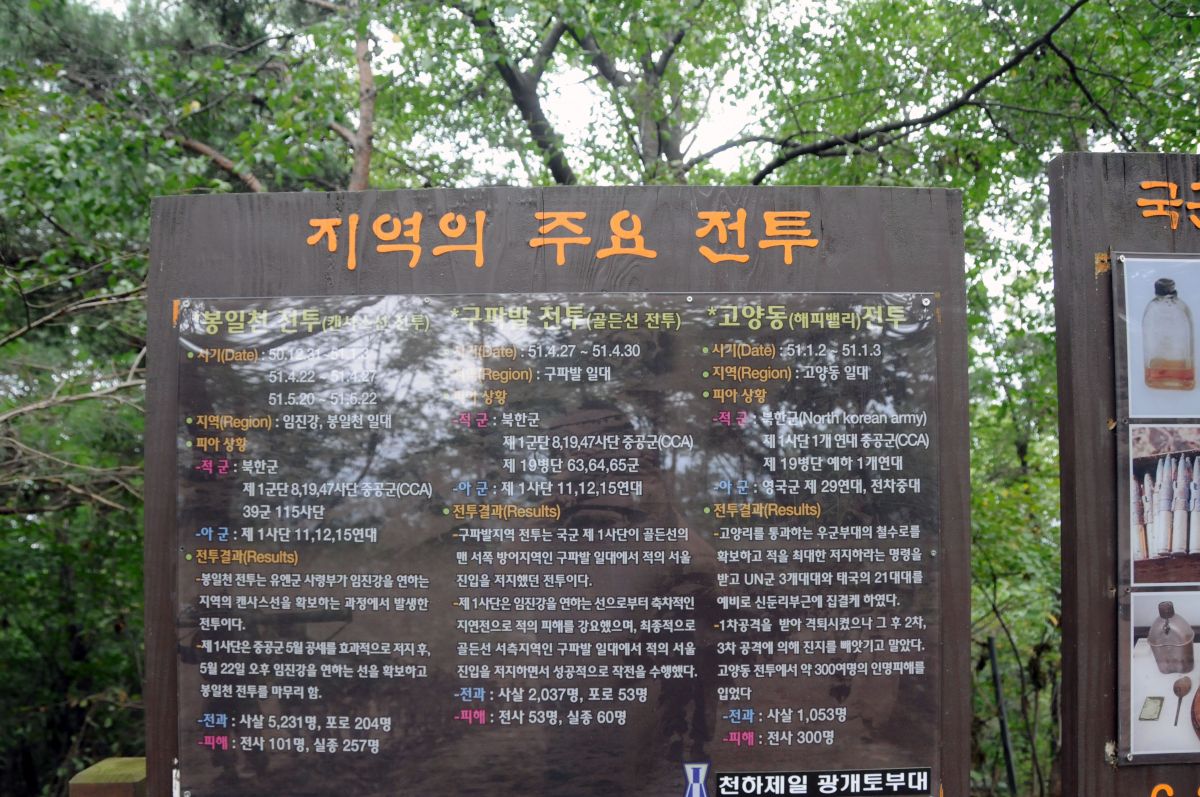 지역의 주요 전투
*봉일천 전투(캔사스선 전투)
• 시기(Date) : 50.12.31~51.1.3
51.4.22 ~ 51.4.27
51.5.20 ~ 51.5.22
• 지역(Region) : 임진강, 봉일천 일대
• 피아 상황
-적 군 : 북한군
제 1군단 8,19,47사단 중공군(CCA)
39군 115사단
-아 군 : 제 1사단 11,12,15연대
• 전투결과(Results)
-봉일천 전투는 유엔군 사령부가 임진강을 연하는
지역의 캔사스선을 확보하는 과정에서 발생한
전투이다.
-제 1사단은 중공군 5월 공세를 효과적으로 저지 후,
5월 22일 오후 임진강을 연하는 선을 확보하고
봉일천 전투를 마무리 함.
-전과 : 사살 5,231명, 포로 204명
-피해 : 전사 101명, 실종 257명
*구파발 전투(골든선 전투)
• 시기(Date) : 51.4.27 ~ 51.4.30
• 지역(Region) : 구파발 일대
• 피아 상황
-적 군 : 북한군
제 1군단 8,19,47사단 중공군(CCA)
제 19병단 63,64,65군
-아 군 : 제 1사단 11,12,15연대
• 전투결과(Results)
-구파발지역 전투는 국군 제 1사단이 골든선의
맨 서쪽 방어지역인 구파발 일대에서 적의 서울
진입을 저지했던 전투이다.
-제 1사단은 임진강을 연하는 선으로부터 축차적인
지연전으로 적의 피해를 강요했으며, 최종적으로
골든선 서측지역인 구파발 일대에서 적의 서울
진입을 저지하면서 성공적으로 작전을 수행했다.
-전과 : 사살 2,037명, 포로 53명
-피해 : 전사 53명, 실종 60명
*고양동(해피밸리)전투
• 시기(Date) : 51.1.2 ~ 51.1.3
• 지역(Region) : 고양동 일대
• 피아 상황
-적 군 : 북한군(North korean army)
제 1사단 1개 연대 중공군(CCA)
제 19병단 예하 1개연대
-아 군 : 영국군 제 29연대, 전차중대
• 전투결과(Results)
-고양리를 통과하는 우군부대의 철수로를
확보하고 적을 최대한 저지하라는 명령을
받고 UN군 3개대대와 태국의 21대대를
예비로 신둔리부근에 집결케 하였다.
-1차공격을 받아 격퇴시켰으나 그 후 2차,
3차 공격에 의해 진지를 빼앗기고 말았다.
고양동 전투에서 약 300여명의 인명피해를
입었다
-전과 : 사살 1,053명
-피해 : 전사 300명
천하제일 광개토부대